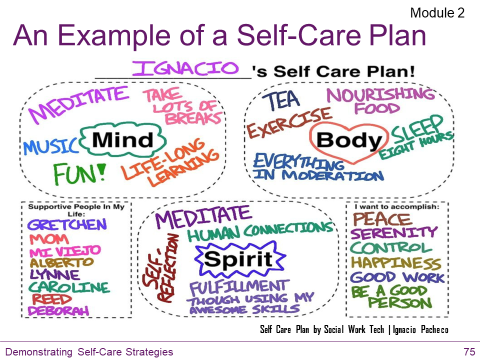 Module 2
An Example of a Self-Care Plan
IGNACIO 's Self Care Plan!
MEDITATE
TAKE
LOTS OF
BREAKS
MUSIC
Mind
FUN!
LIFE-LONG
LEARNING
TEA
NOURISHING
FOOD
EXERCISE
Body
SLEEP
EIGHT HOURS
EVERYTHING
IN MODERATION
Supportive People In My
Life:
GRETCHEN
MOM
MI VIEJO
ALBERTO
LYNNE
CAROLINE
REED
DEBORAH
MEDITATE
HUMAN CONNECTIONS
SELF-
REFLECTION
Spirit
FULFILLMENT
THOUGH USING MY
AWESOME SKILLS
I want to accomplish:
PEACE
SERENITY
CONTROL
HAPPINESS
GOOD WORK
BE A GOOD
PERSON
Self Care Plan by Social Work Tech | Ignacio Pacheco
Demonstrating Self-Care Strategies
75